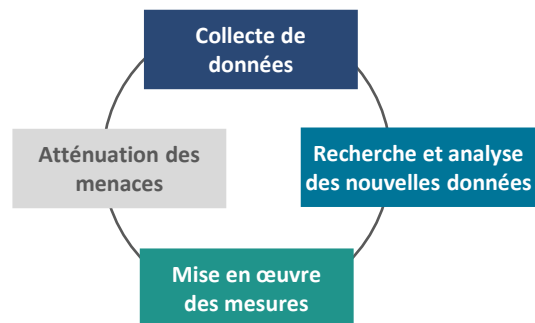 Collecte de
données
Recherche et analyse
des nouvelles données
Mise en œuvre
des mesures
Atténuation des
menaces